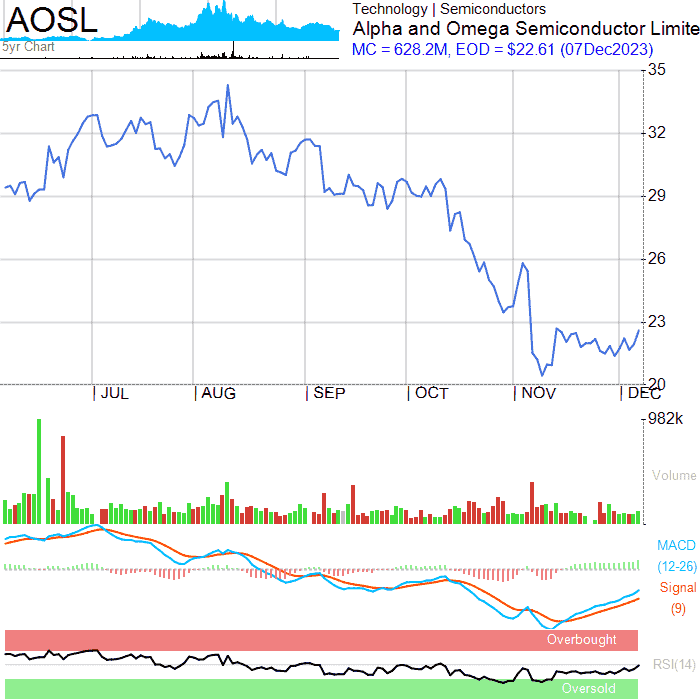 AOSL
5yr Chart
Technology | Semiconductors
Alpha and Omega Semiconductor Limite
MC = 628.2M, EOD = $22.61 (07Dec2023)
35
32
29
26
23
20
JUL AUG SEP OCT NOV DEC
982k
Volume
MACD
(12-26)
Signal
(9)
Overbought
RSI(14)
Oversold